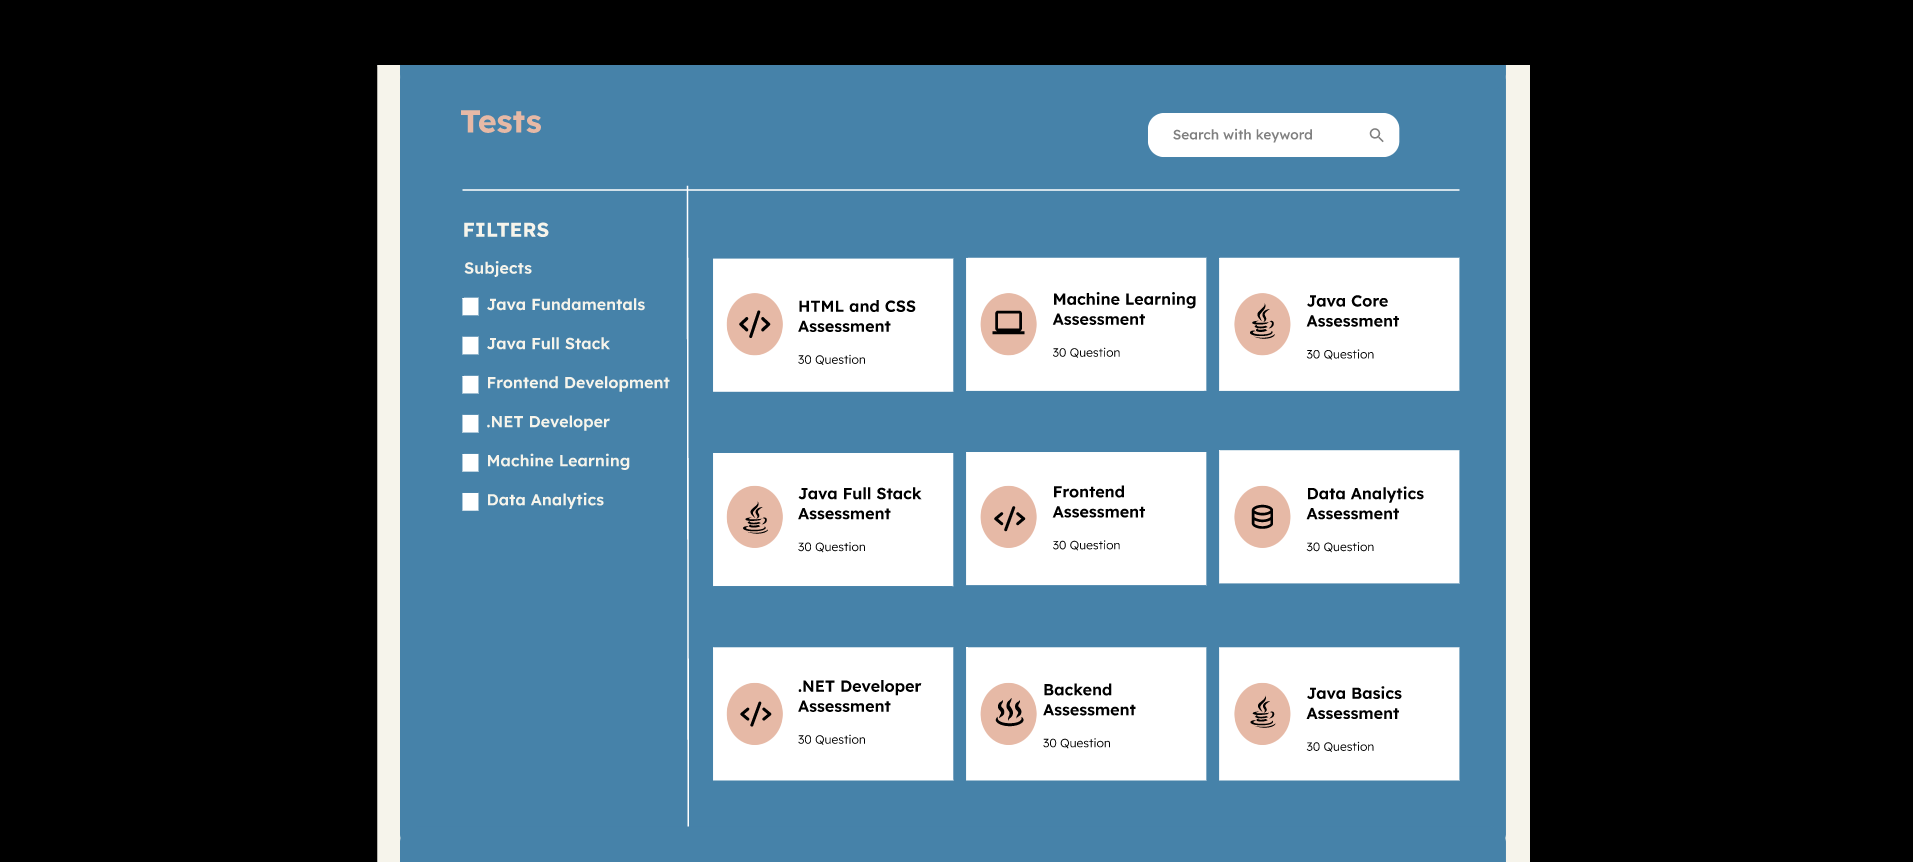 Tests
Search with keyword
FILTERS
Subjects
Java Fundamentals
Java Full Stack
Frontend Development
.NET Developer
Machine Learning
Data Analytics
HTML and CSS
Assessment
30 Question
Machine Learning
Assessment
30 Question
Java Core
Assessment
30 Question
Java Full Stack
Assessment
30 Question
Frontend
Assessment
30 Question
Data Analytics
Assessment
30 Question
.NET Developer
Assessment
30 Question
Backend
Assessment
30 Question
Java Basics
Assessment
30 Question